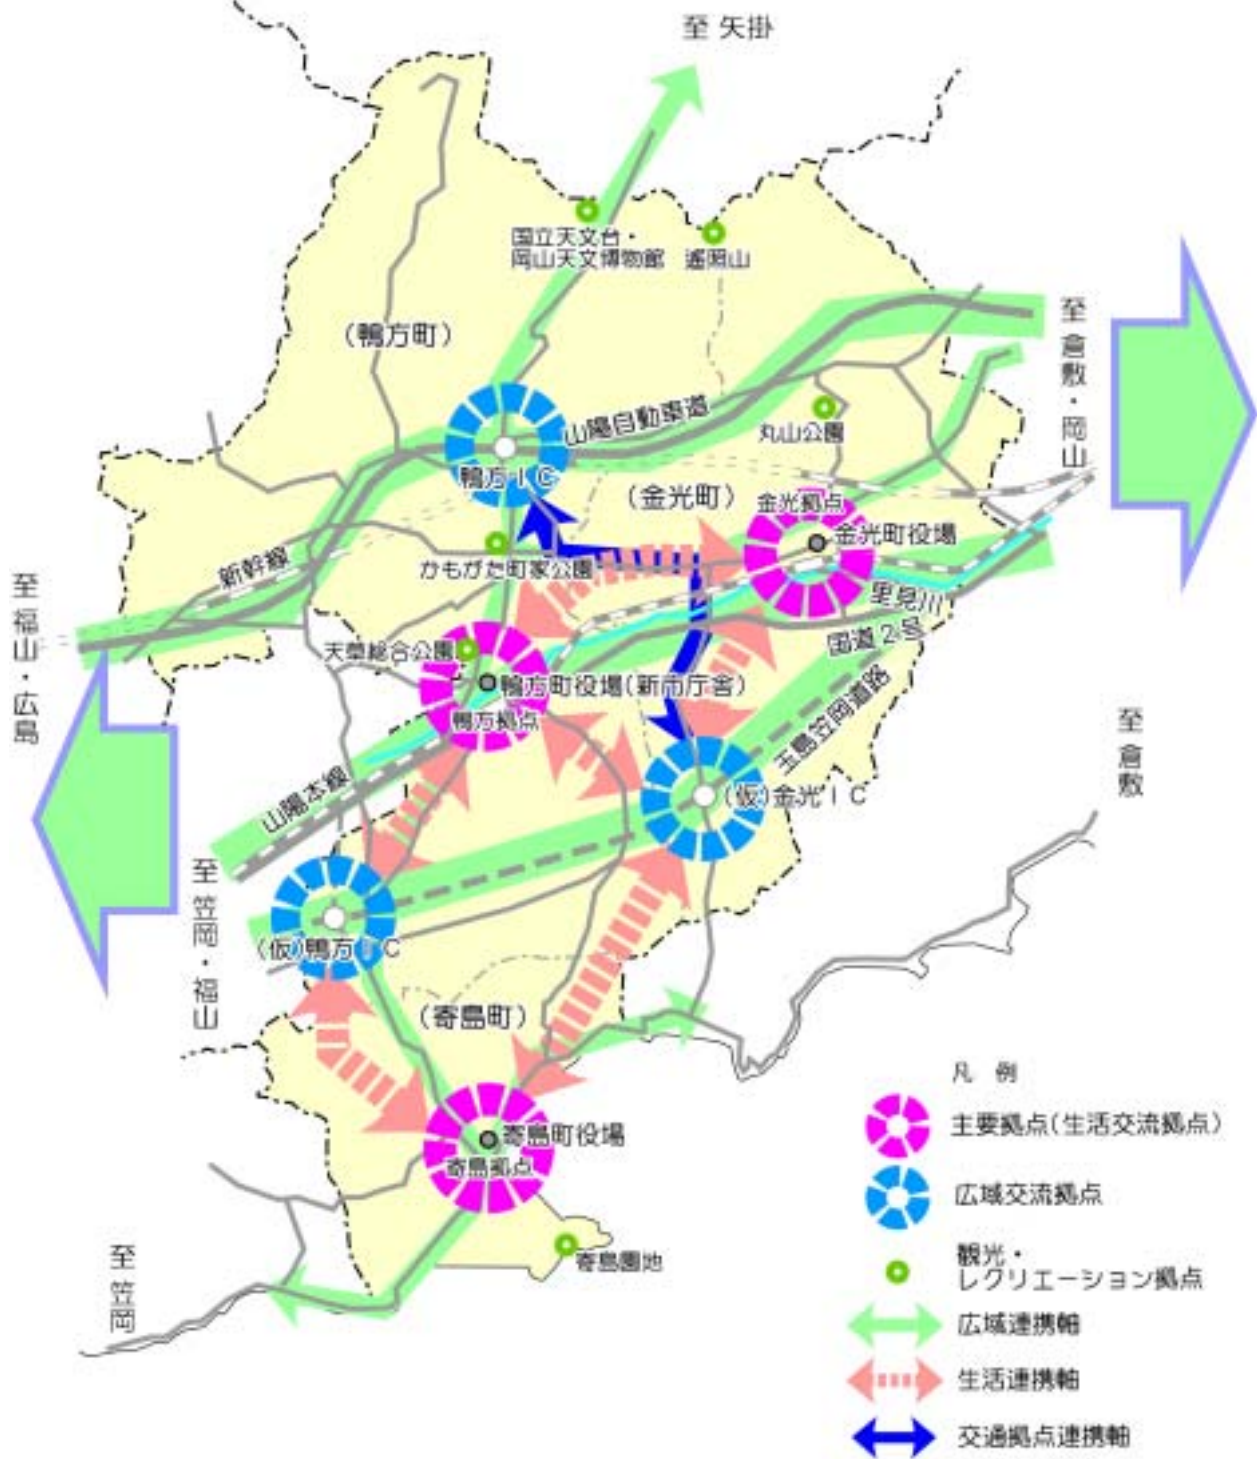 至 矢掛
国立天文台・
岡山天文博物館
遙照山
(鴨方町)
至 倉敷・岡山
山陽自動車道
丸山公園
鴨方IC
(金光町)
金光拠点
金光町役場
新幹線
かもがた町家公園
里見川
国道2号
至 福山・広島
天草総合公園
鴨方町役場(新市庁舎)
鴨方拠点
玉島笠岡道路
至 倉敷
山陽本線
(仮)金光IC
至 笠岡・福山
(仮)鴨方IC
(寄島町)
寄島町役場
寄島拠点
至 笠岡
寄島園地
凡 例
主要拠点(生活交流拠点)
広域交流拠点
観光・
レクリエーション拠点
広域連携軸
生活連携軸
交通拠点連携軸